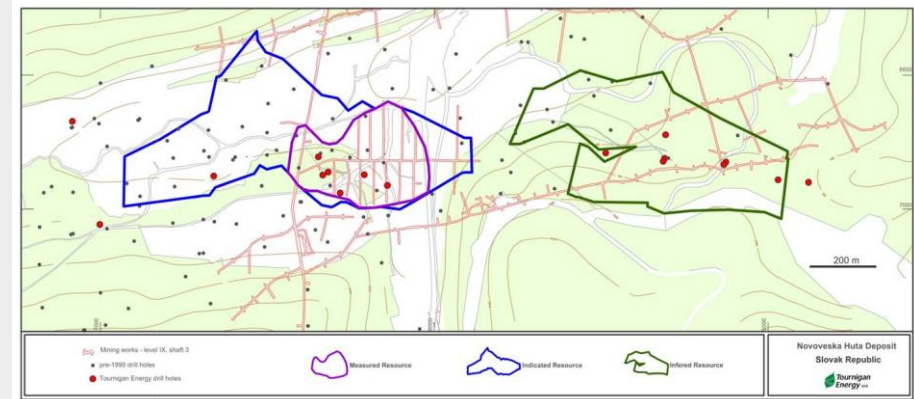 200 m
Mining works - level IX, shaft 3
pre-1990 drill holes
Tournigan Energy drill holes
Measured Resource
Indicated Resource
Infered Resource
Novoveska Huta Deposit
Slovak Republic
Tournigan
Energy